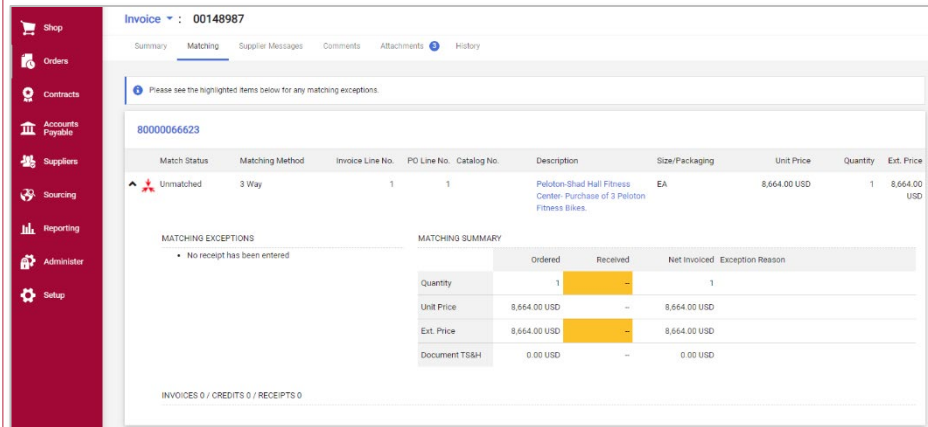 Shop
Orders
Contracts
Accounts
Payable
Suppliers
Sourcing
Reporting
Administer
Setup
Invoice : 00148987
Summary Matching Supplier Messages Comments Attachments 3 History
Please see the highlighted items below for any matching exceptions.
80000066623
Match Status Matching Method Invoice Line No. PO Line No. Catalog No. Description Size/Packaging Unit Price Quantity Ext. Price
Unmatched 3 Way 1 1 Peloton-Shad Hall Fitness EA 8,664.00 USD 1 8,664.00
Center- Purchase of 3 Peloton USD
Fitness Bikes.
MATCHING EXCEPTIONS
• No receipt has been entered
MATCHING SUMMARY
Ordered Received Net Invoiced Exception Reason
Quantity 1 – 1
Unit Price 8,664.00 USD – 8,664.00 USD
Ext. Price 8,664.00 USD – 8,664.00 USD
Document TS&H 0.00 USD – 0.00 USD
INVOICES 0 / CREDITS 0 / RECEIPTS 0